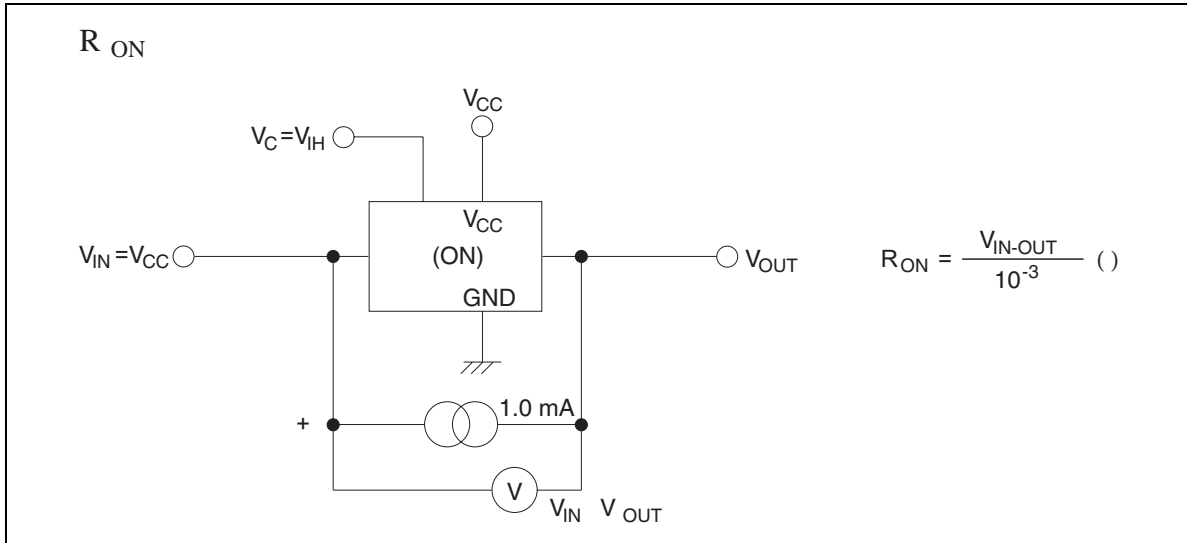 R ON
VCC
VC=VIH
VCC
VIN=VCC
(ON)
VOUT
RON = VIN-OUT / 10-3 ( )
GND
1.0 mA
+
V
VIN VOUT